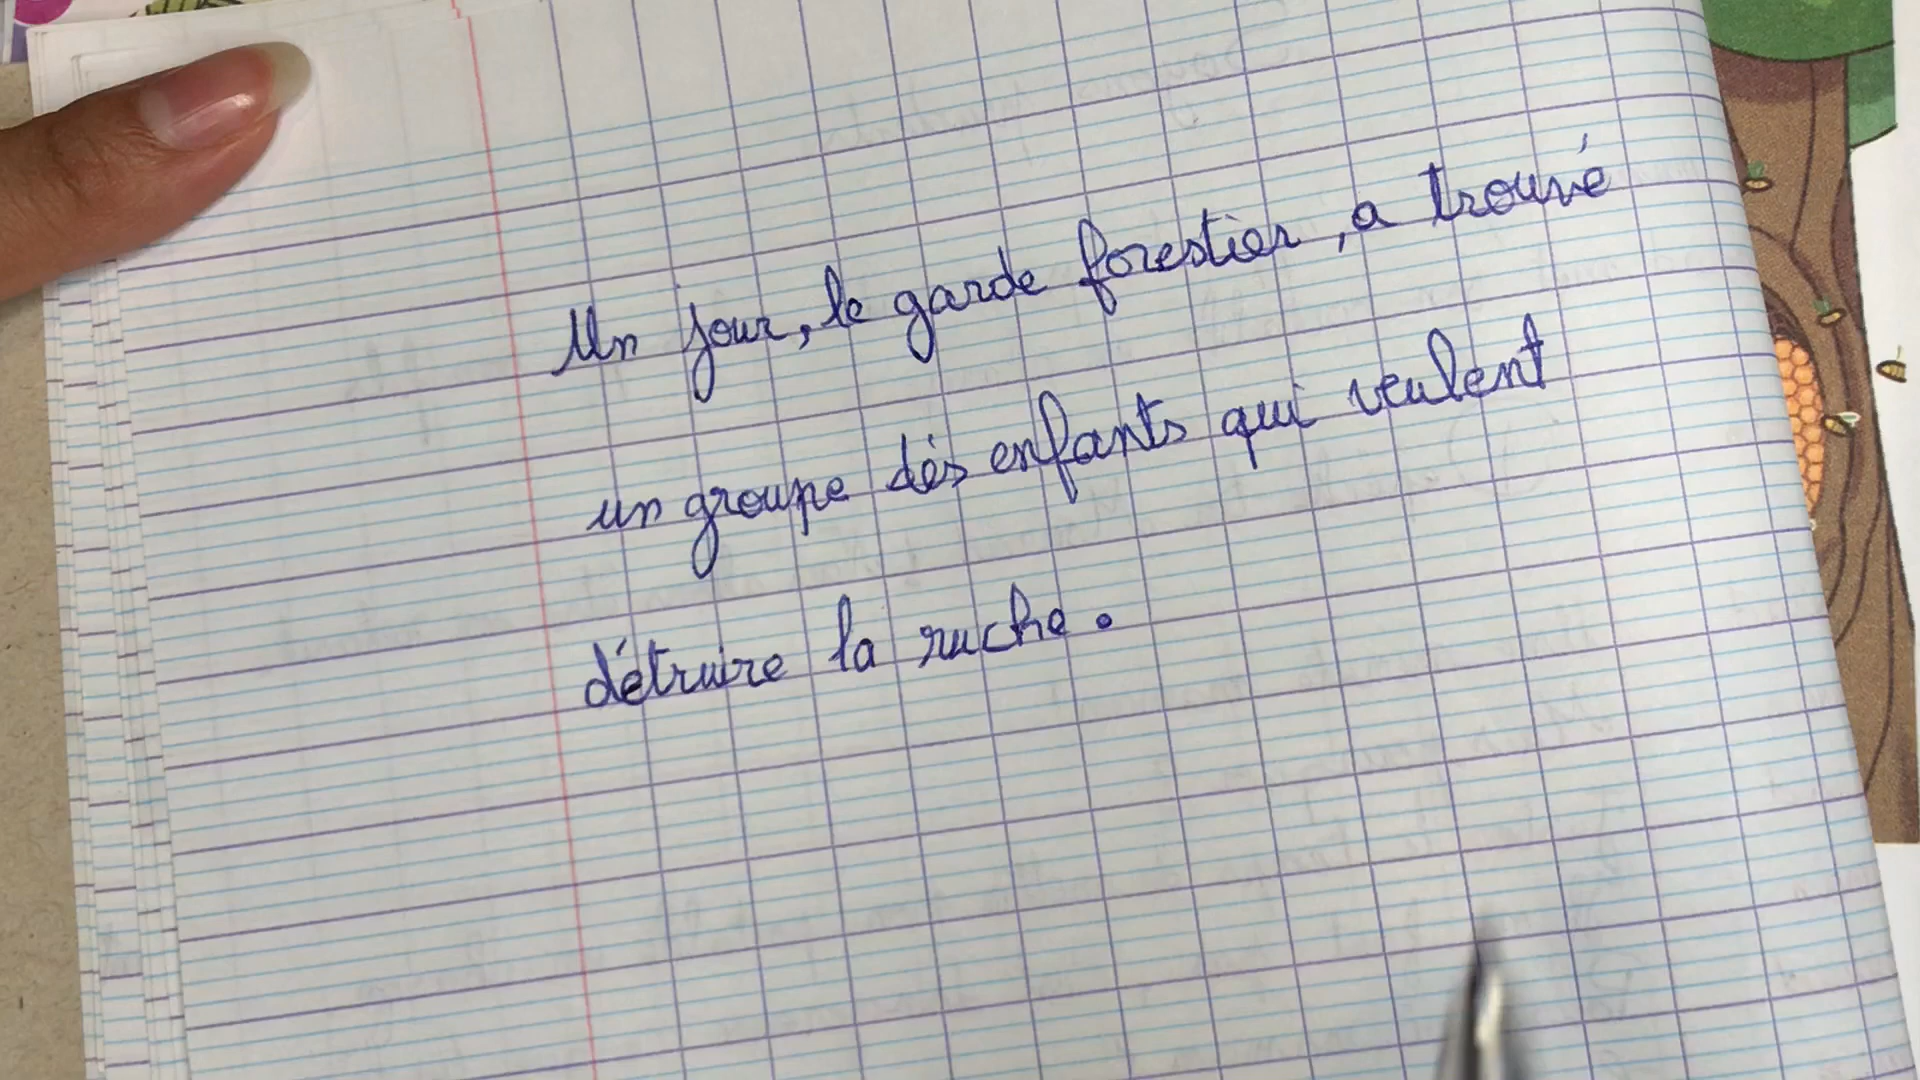 Un jour, le garde forestier, a trouvé
un groupe dés enfants qui veulent
détruire la ruche.